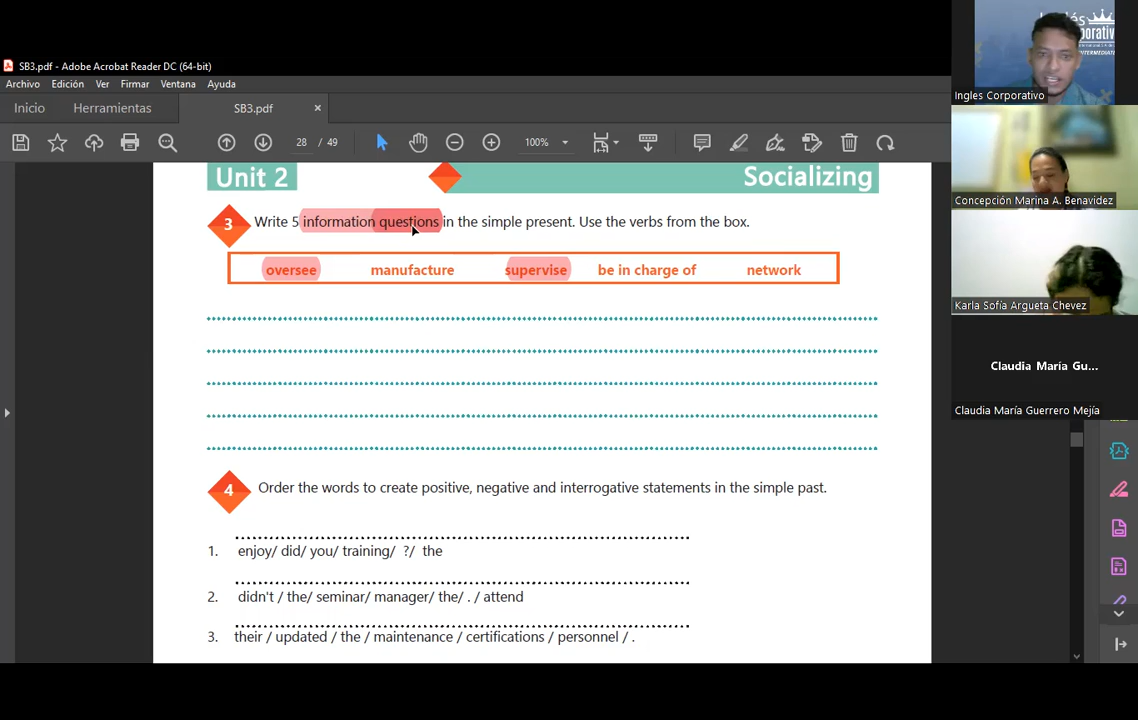 SB3.pdf - Adobe Acrobat Reader DC (64-bit)
Archivo Edición Ver Firmar Ventana Ayuda
Inicio Herramientas SB3.pdf ×
28 / 49 100%
Unit 2 Socializing
3 Write 5 information questions in the simple present. Use the verbs from the box.
oversee manufacture supervise be in charge of network
4 Order the words to create positive, negative and interrogative statements in the simple past.
1. enjoy/ did/ you/ training/ ?/ the
2. didn't / the/ seminar/ manager/ the/ . / attend
3. their / updated / the / maintenance / certifications / personnel / .
Ingles Corporativo
Concepción Marina A. Benavidez
Karla Sofía Argueta Chevez
Claudia María Gu...
Claudia María Guerrero Mejía